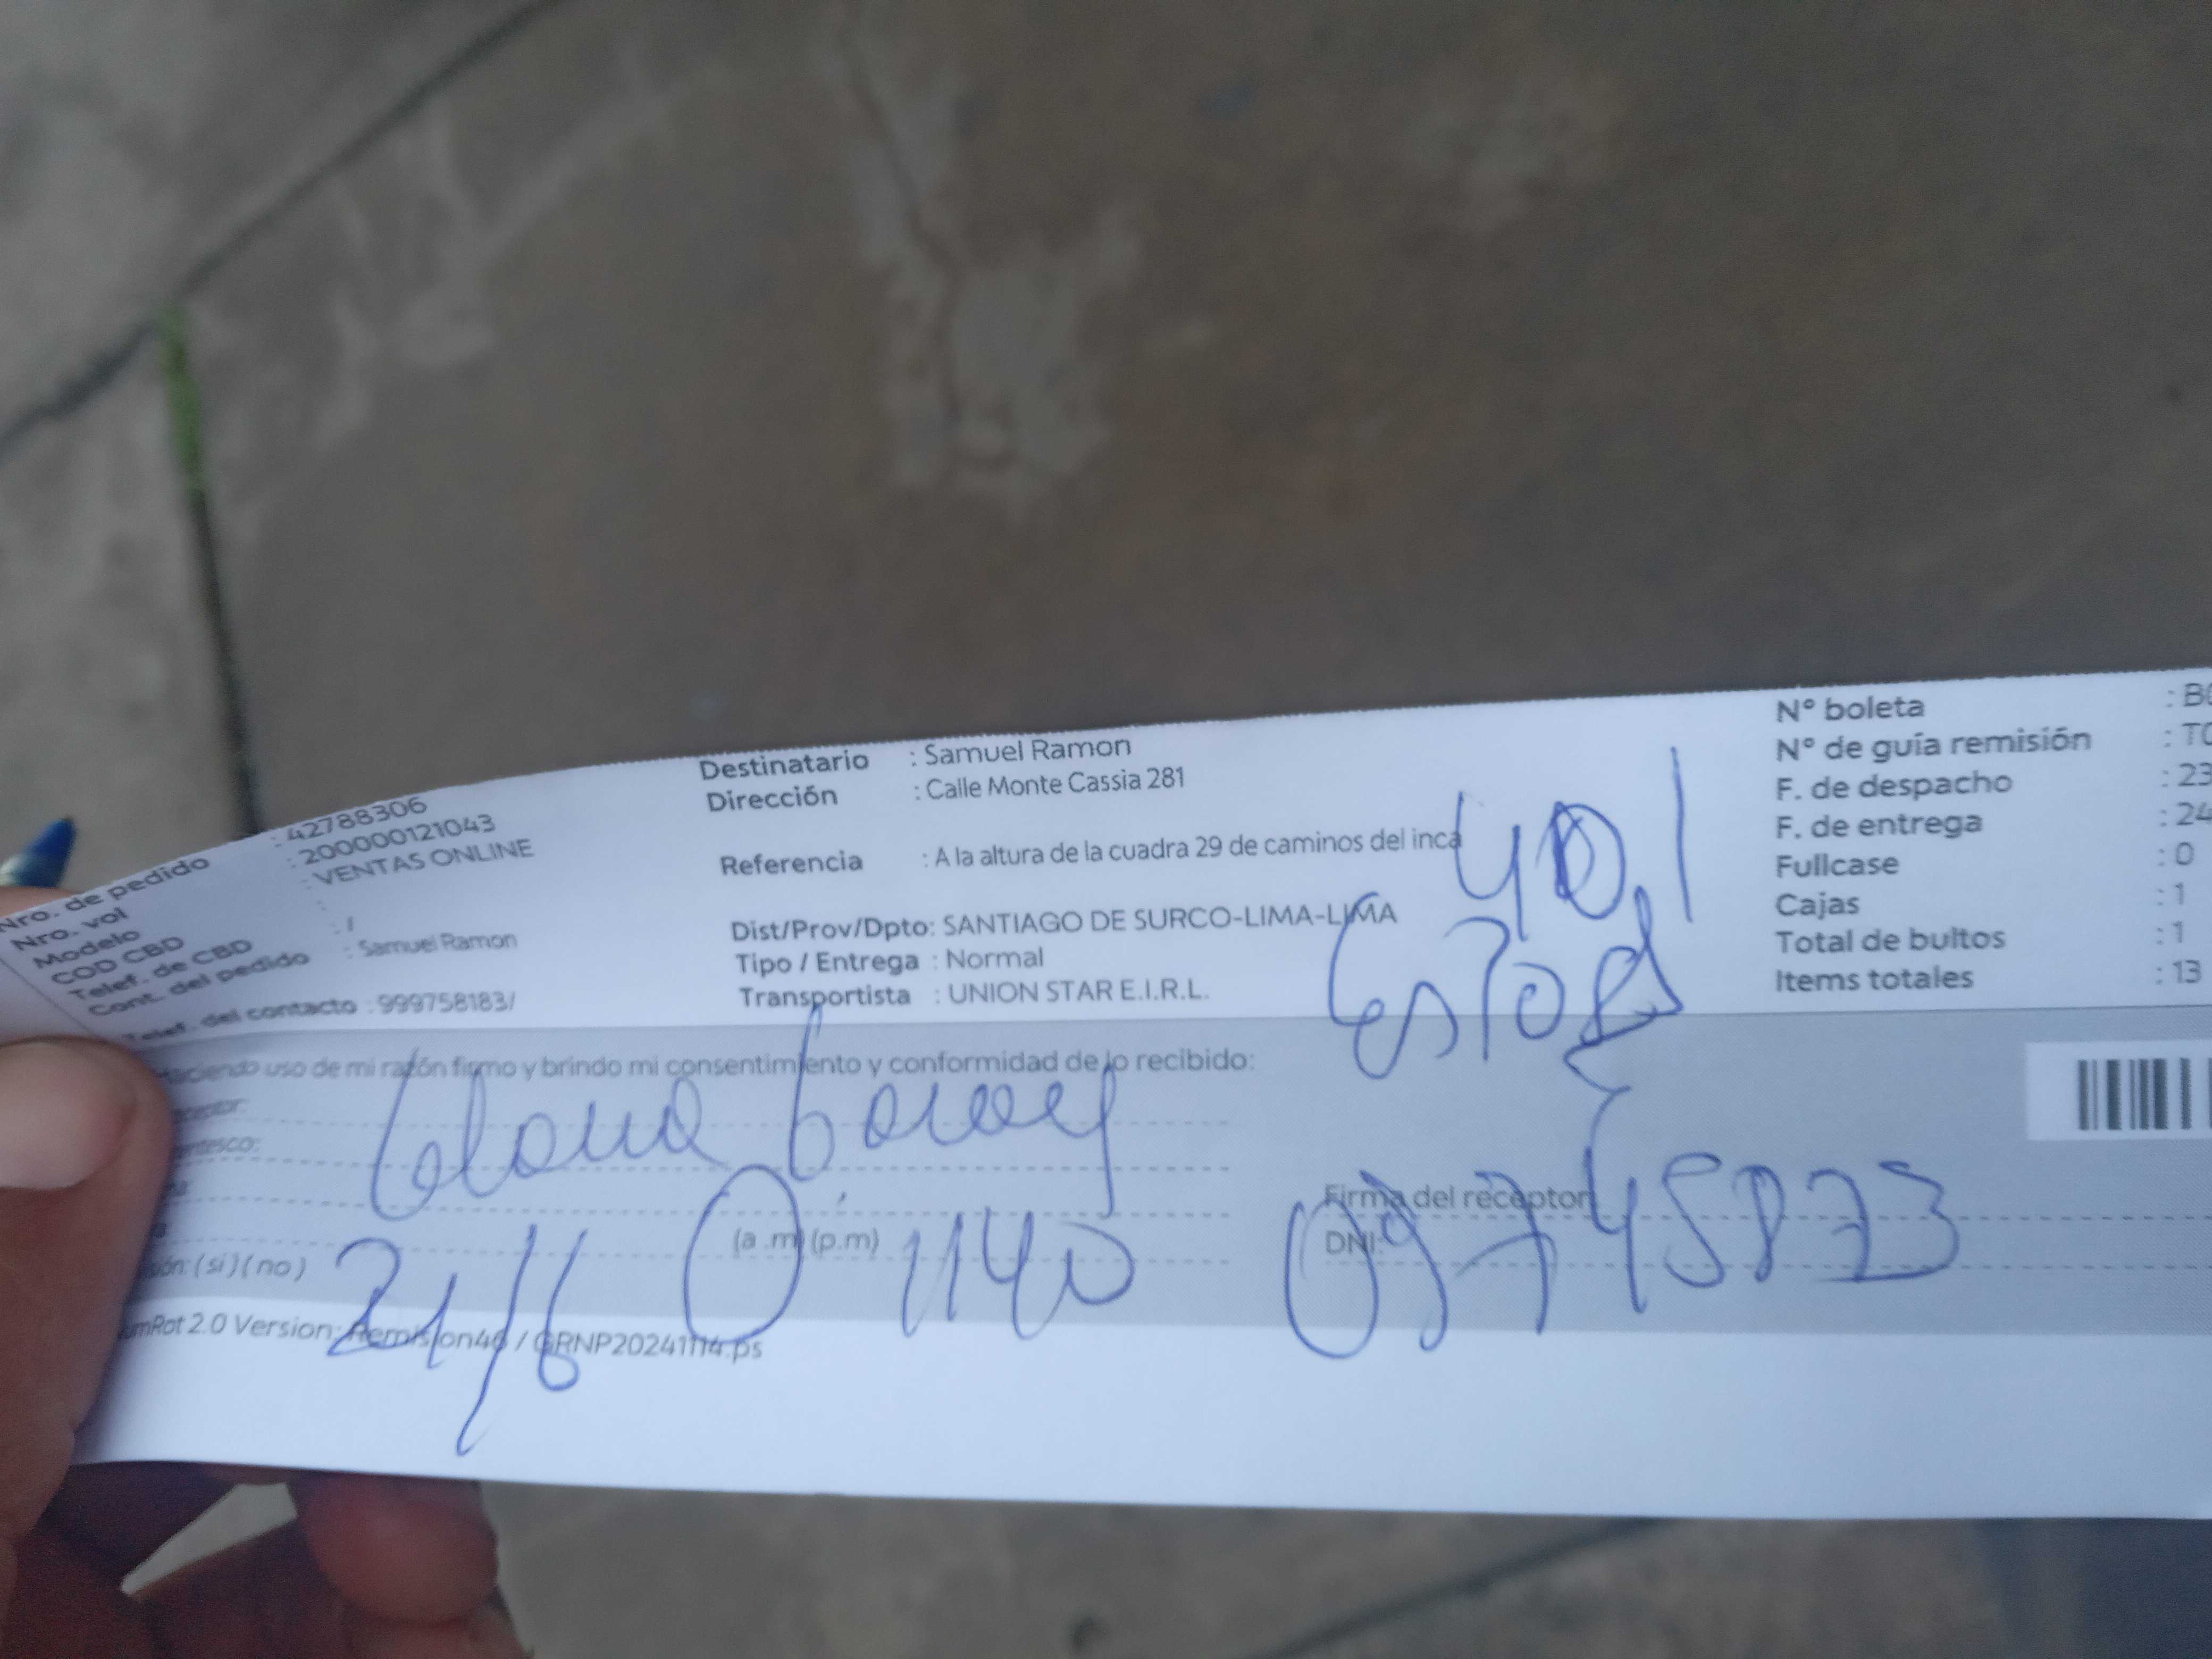 Nro. de pedido : 42788306
Nro. vol : 200000121043
Modelo : VENTAS ONLINE
COD CBD :
Telef. de CBD : /
Cont. del pedido : Samuel Ramon
Telef. del contacto : 999758183/
Destinatario : Samuel Ramon
Dirección : Calle Monte Cassia 281
Referencia : A la altura de la cuadra 29 de caminos del inca
Dist/Prov/Dpto: SANTIAGO DE SURCO-LIMA-LIMA
Tipo / Entrega : Normal
Transportista : UNION STAR E.I.R.L.
N° boleta : B
N° de guía remisión : T
F. de despacho : 23
F. de entrega : 24
Fullcase : 0
Cajas : 1
Total de bultos : 1
Items totales : 13
haciendo uso de mi razón firmo y brindo mi consentimiento y conformidad de lo recibido:
ceptor:
entesco:
(a .m) (p.m) 1140
(si) (no)
Firma del receptor:
DNI: 09745873
2.0 Version: Remision46 / GRNP20241114.ps